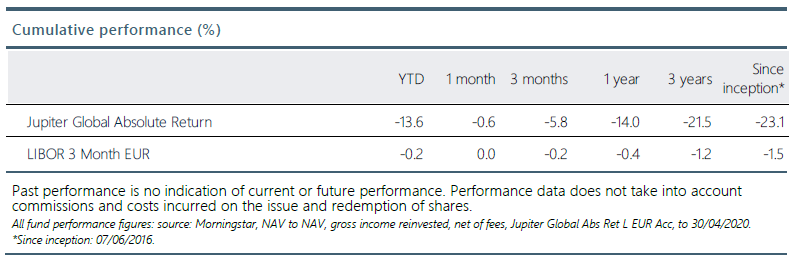 Cumulative performance (%)
YTD 1 month 3 months 1 year 3 years Since inception*
Jupiter Global Absolute Return -13.6 -0.6 -5.8 -14.0 -21.5 -23.1
LIBOR 3 Month EUR -0.2 0.0 -0.2 -0.4 -1.2 -1.5
Past performance is no indication of current or future performance. Performance data does not take into account
commissions and costs incurred on the issue and redemption of shares.
All fund performance figures: source: Morningstar, NAV to NAV, gross income reinvested, net of fees, Jupiter Global Abs Ret L EUR Acc, to 30/04/2020.
*Since inception: 07/06/2016.